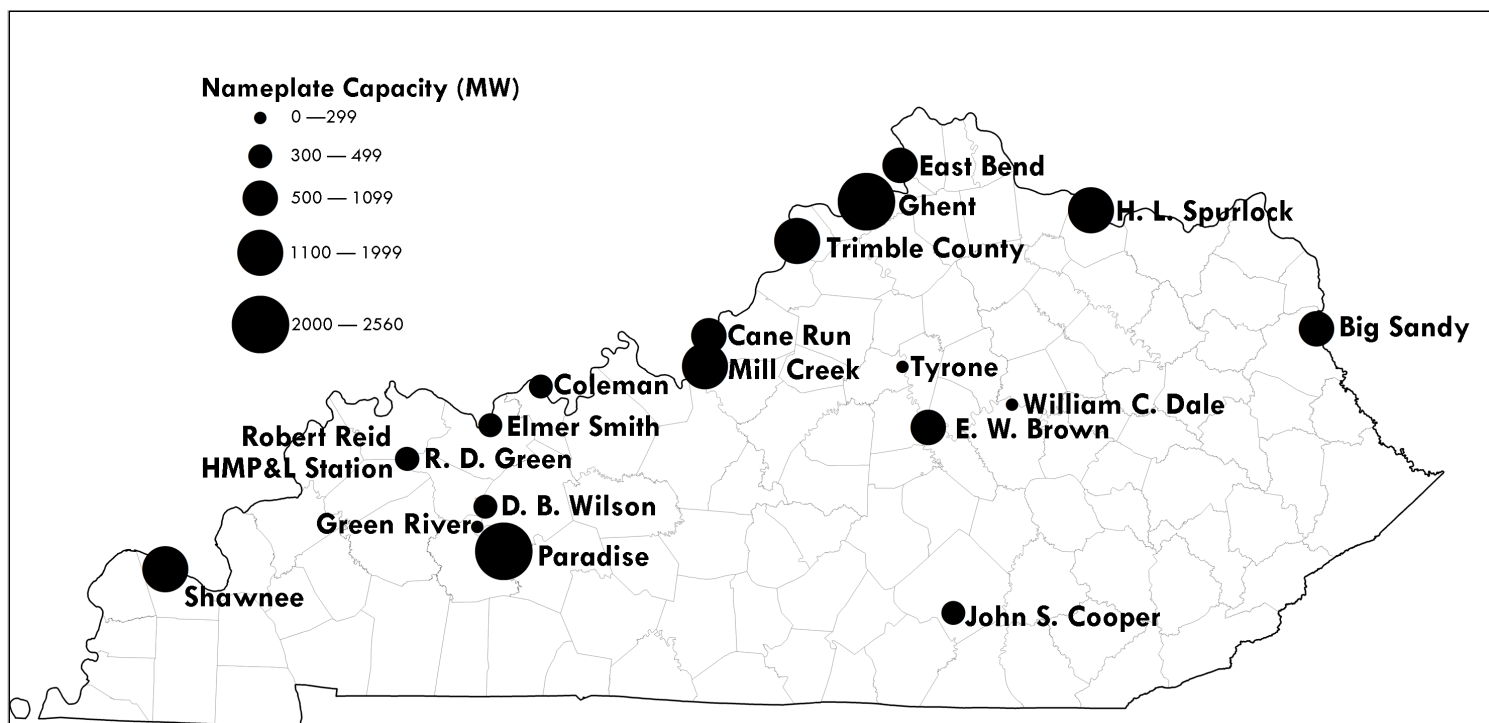 Nameplate Capacity (MW)
0 —299
300 — 499
500 — 1099
1100 — 1999
2000 — 2560
East Bend
Ghent
H. L. Spurlock
Trimble County
Cane Run
Big Sandy
Mill Creek
Tyrone
Coleman
William C. Dale
Elmer Smith
E. W. Brown
Robert Reid
HMP&L Station
R. D. Green
D. B. Wilson
Green River
Paradise
Shawnee
John S. Cooper